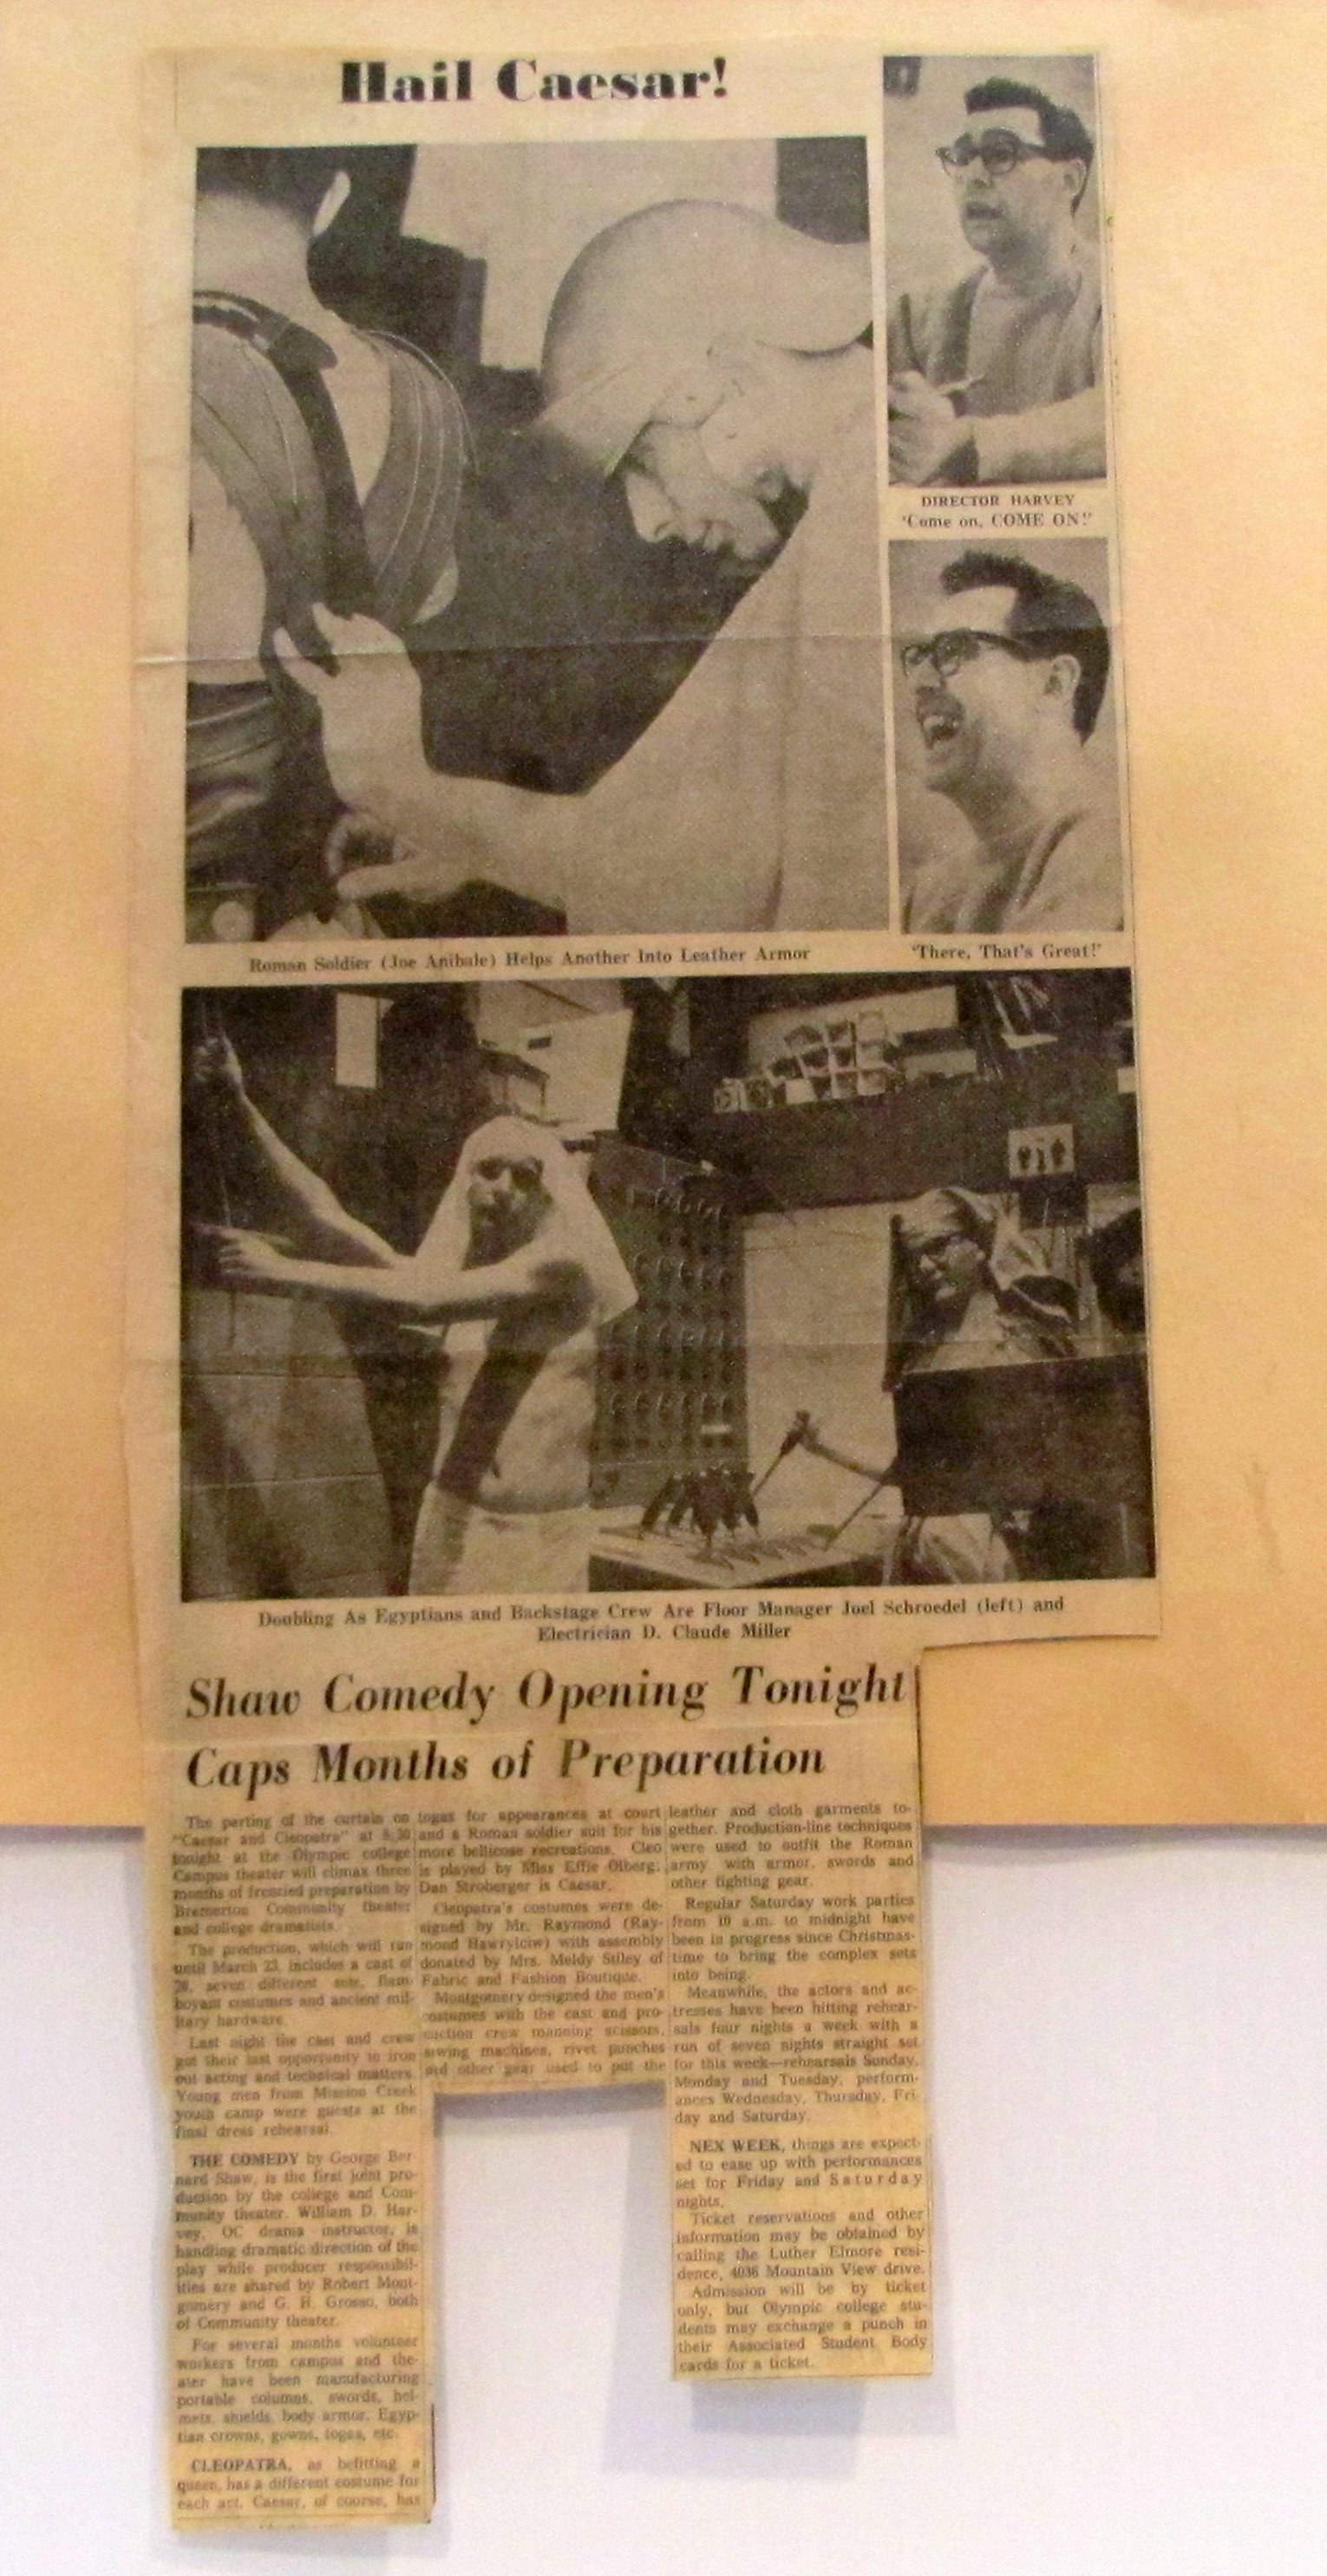 Hail Caesar!
DIRECTOR HARVEY
'Come on, COME ON!'
Roman Soldier (Joe Anibale) Helps Another Into Leather Armor
'There, That's Great!'
Doubling As Egyptians and Backstage Crew Are Floor Manager Joel Schroedel (left) and
Electrician D. Claude Miller
Shaw Comedy Opening Tonight
Caps Months of Preparation
The parting of the curtain on
"Caesar and Cleopatra" at 8:30
tonight at the Olympic college
Campus theater will climax three
months of frenzied preparation by
Bremerton Community theater
and college dramatists.
The production, which will run
until March 23, includes a cast of
28, seven different sets, flam-
boyant costumes and ancient mil-
itary hardware.
Last night the cast and crew
got their last opportunity to iron
out acting and technical matters.
Young men from Mission Creek
youth camp were guests at the
final dress rehearsal.
THE COMEDY by George Ber-
nard Shaw, is the first joint pro-
duction by the college and Com-
munity theater. William D. Har-
vey, OC drama instructor, is
handling dramatic direction of the
play while producer responsibil-
ities are shared by Robert Mont-
gomery and G. H. Grosso, both
of Community theater.
For several months volunteer
workers from campus and the-
ater have been manufacturing
portable columns, swords, hel-
mets, shields, body armor, Egyp-
tian crowns, gowns, togas, etc.
CLEOPATRA, as befitting a
queen, has a different costume for
each act. Caesar, of course, has
togas for appearances at court
and a Roman soldier suit for his
more bellicose recreations. Cleo
is played by Miss Effie Olberg;
Dan Stroberger is Caesar.
Cleopatra's costumes were de-
signed by Mr. Raymond (Ray-
mond Hawrylow) with assembly
donated by Mrs. Meldy Stiley of
Fabric and Fashion Boutique.
Montgomery designed the men's
costumes with the cast and pro-
duction crew manning scissors,
sewing machines, rivet punches
and other gear used to put the
leather and cloth garments to-
gether. Production-line techniques
were used to outfit the Roman
army with armor, swords and
other fighting gear.
Regular Saturday work parties
from 10 a.m. to midnight have
been in progress since Christmas-
time to bring the complex sets
into being.
Meanwhile, the actors and ac-
tresses have been hitting rehear-
sals four nights a week with a
run of seven nights straight set
for this week—rehearsals Sunday,
Monday and Tuesday, perform-
ances Wednesday, Thursday, Fri-
day and Saturday.
NEX WEEK, things are expect-
ed to ease up with performances
set for Friday and Saturday
nights.
Ticket reservations and other
information may be obtained by
calling the Luther Elmore resi-
dence, 4036 Mountain View drive.
Admission will be by ticket
only, but Olympic college stu-
dents may exchange a punch in
their Associated Student Body
cards for a ticket.